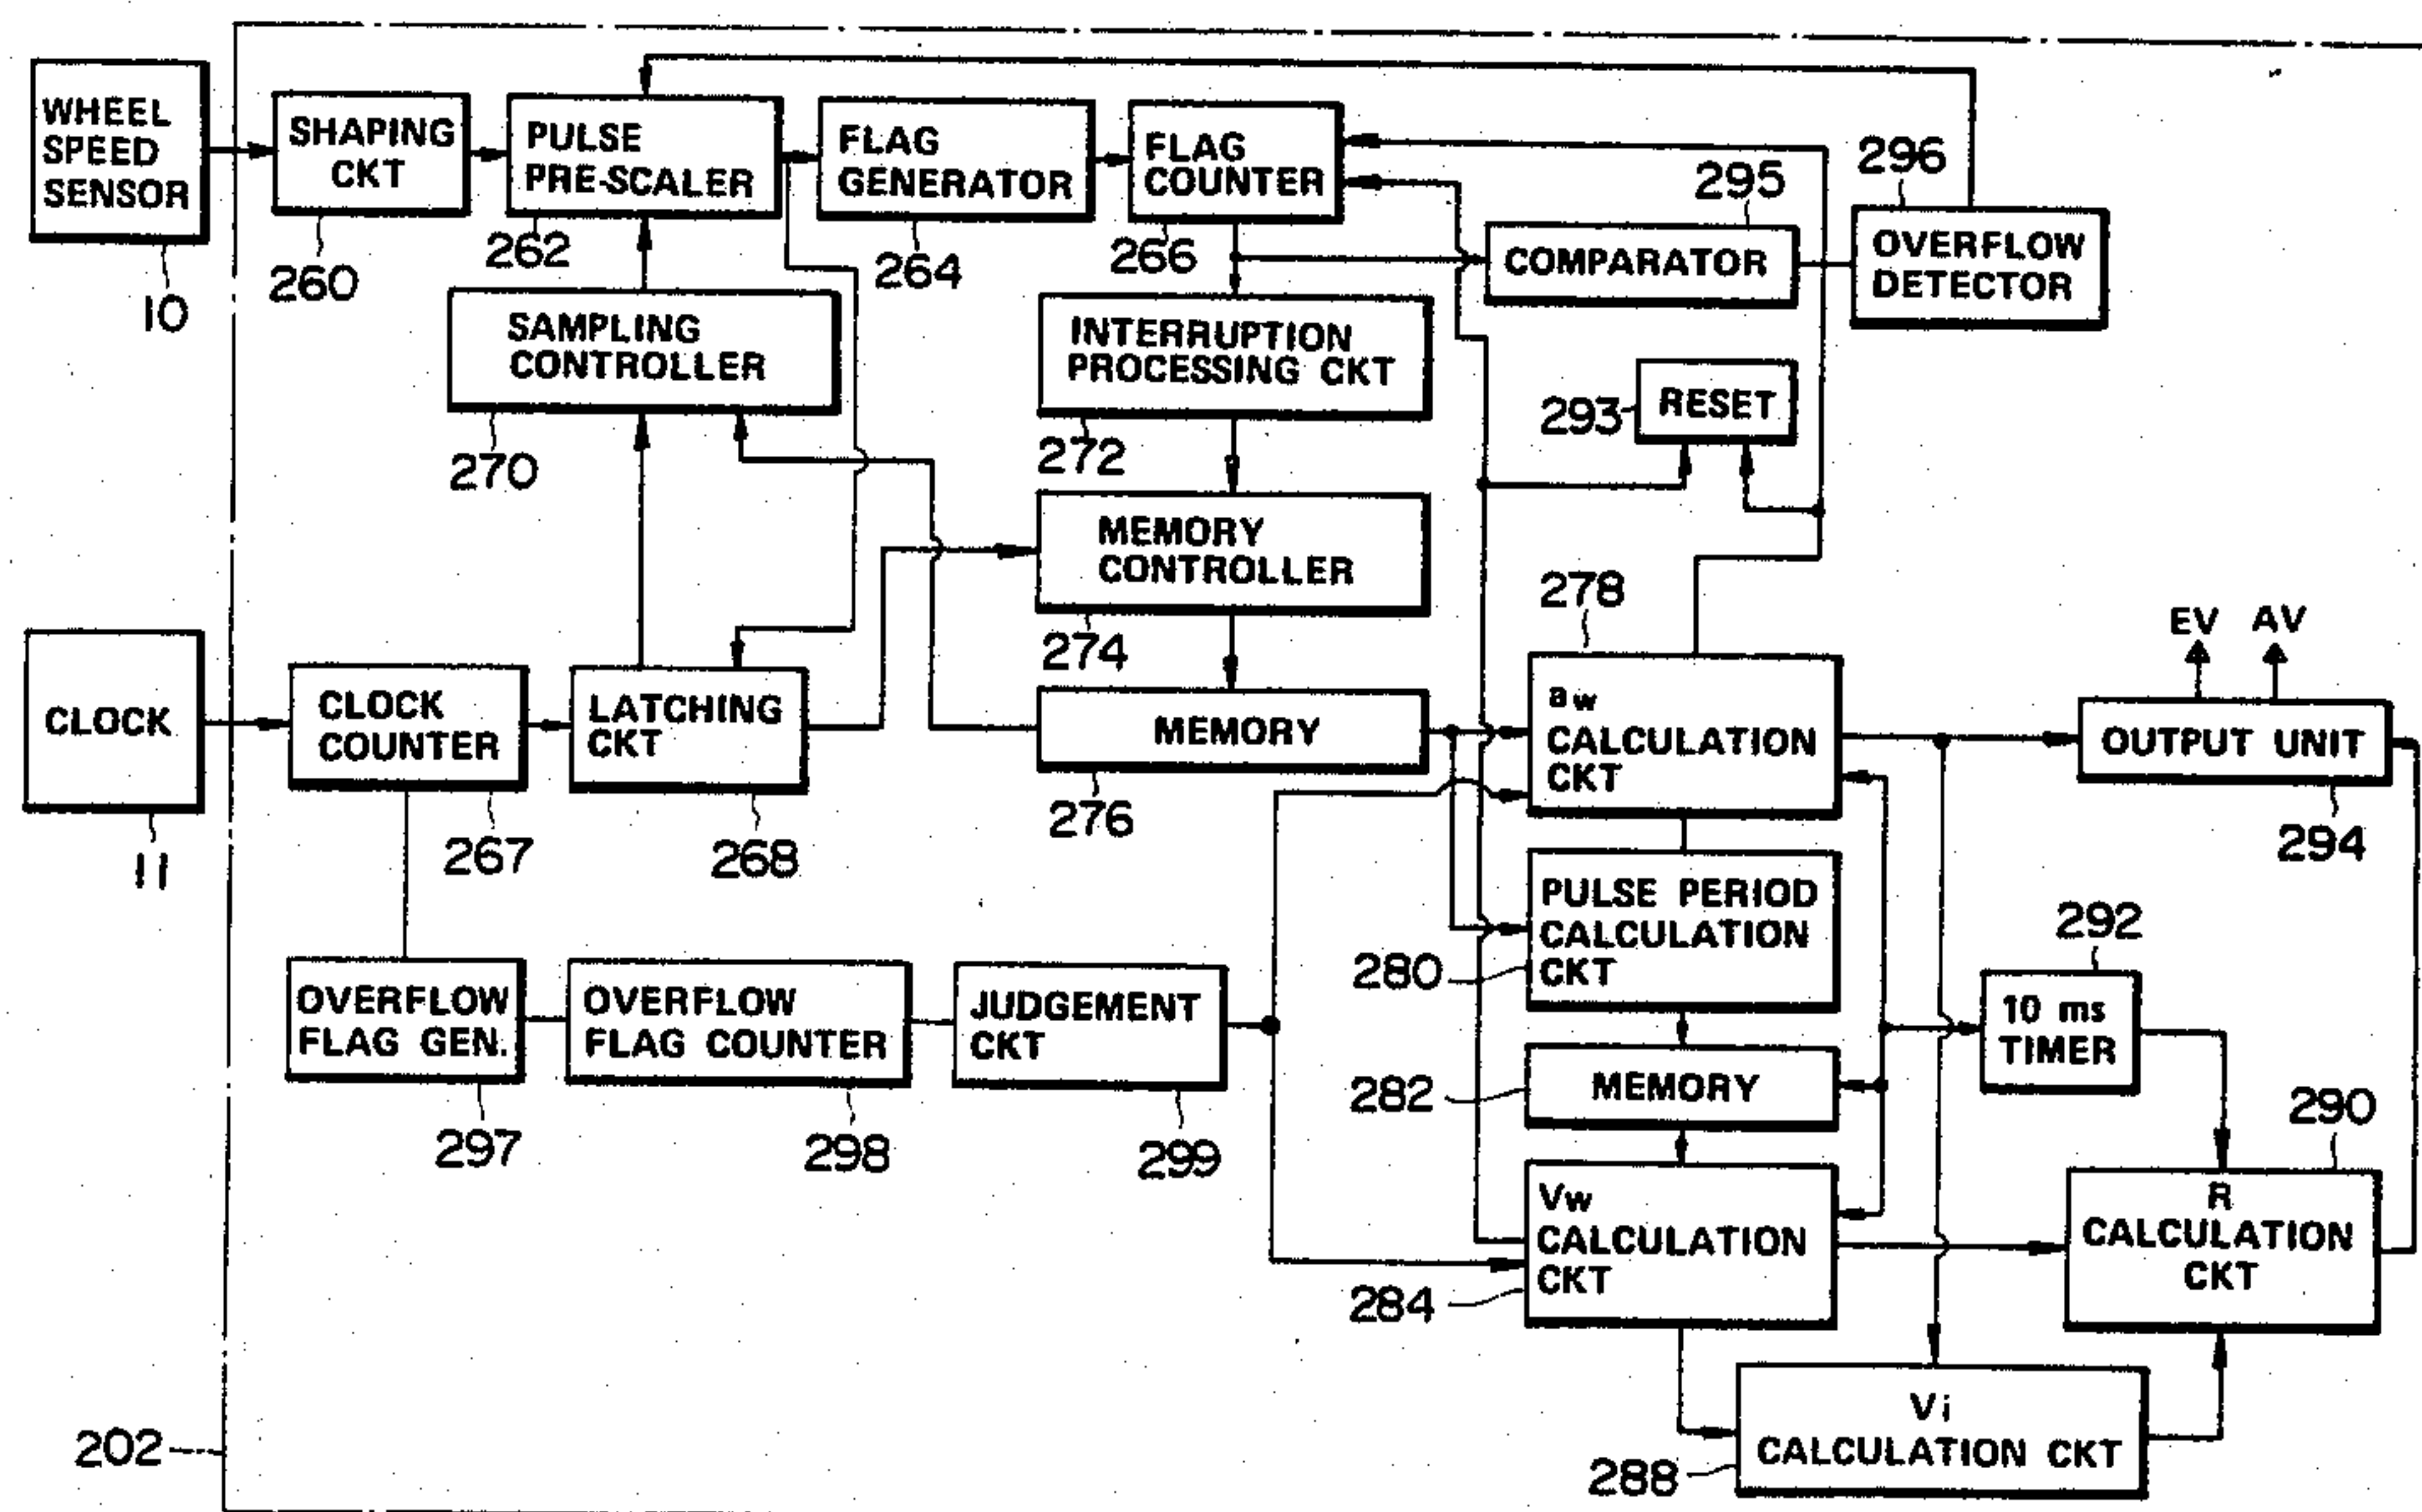 WHEEL
SPEED
SENSOR
10
SHAPING
CKT
260
PULSE
PRE-SCALER
262
FLAG
GENERATOR
264
FLAG
COUNTER
266
295
COMPARATOR
296
OVERFLOW
DETECTOR
SAMPLING
CONTROLLER
270
INTERRUPTION
PROCESSING CKT
272
293
RESET
MEMORY
CONTROLLER
274
CLOCK
11
CLOCK
COUNTER
267
LATCHING
CKT
268
MEMORY
276
278
aw
CALCULATION
CKT
EV AV
OUTPUT UNIT
294
PULSE PERIOD
CALCULATION
CKT
280
292
10 ms
TIMER
OVERFLOW
FLAG GEN.
297
OVERFLOW
FLAG COUNTER
298
JUDGEMENT
CKT
299
282
MEMORY
290
R
CALCULATION
CKT
Vw
CALCULATION
CKT
284
202
Vi
CALCULATION CKT
288